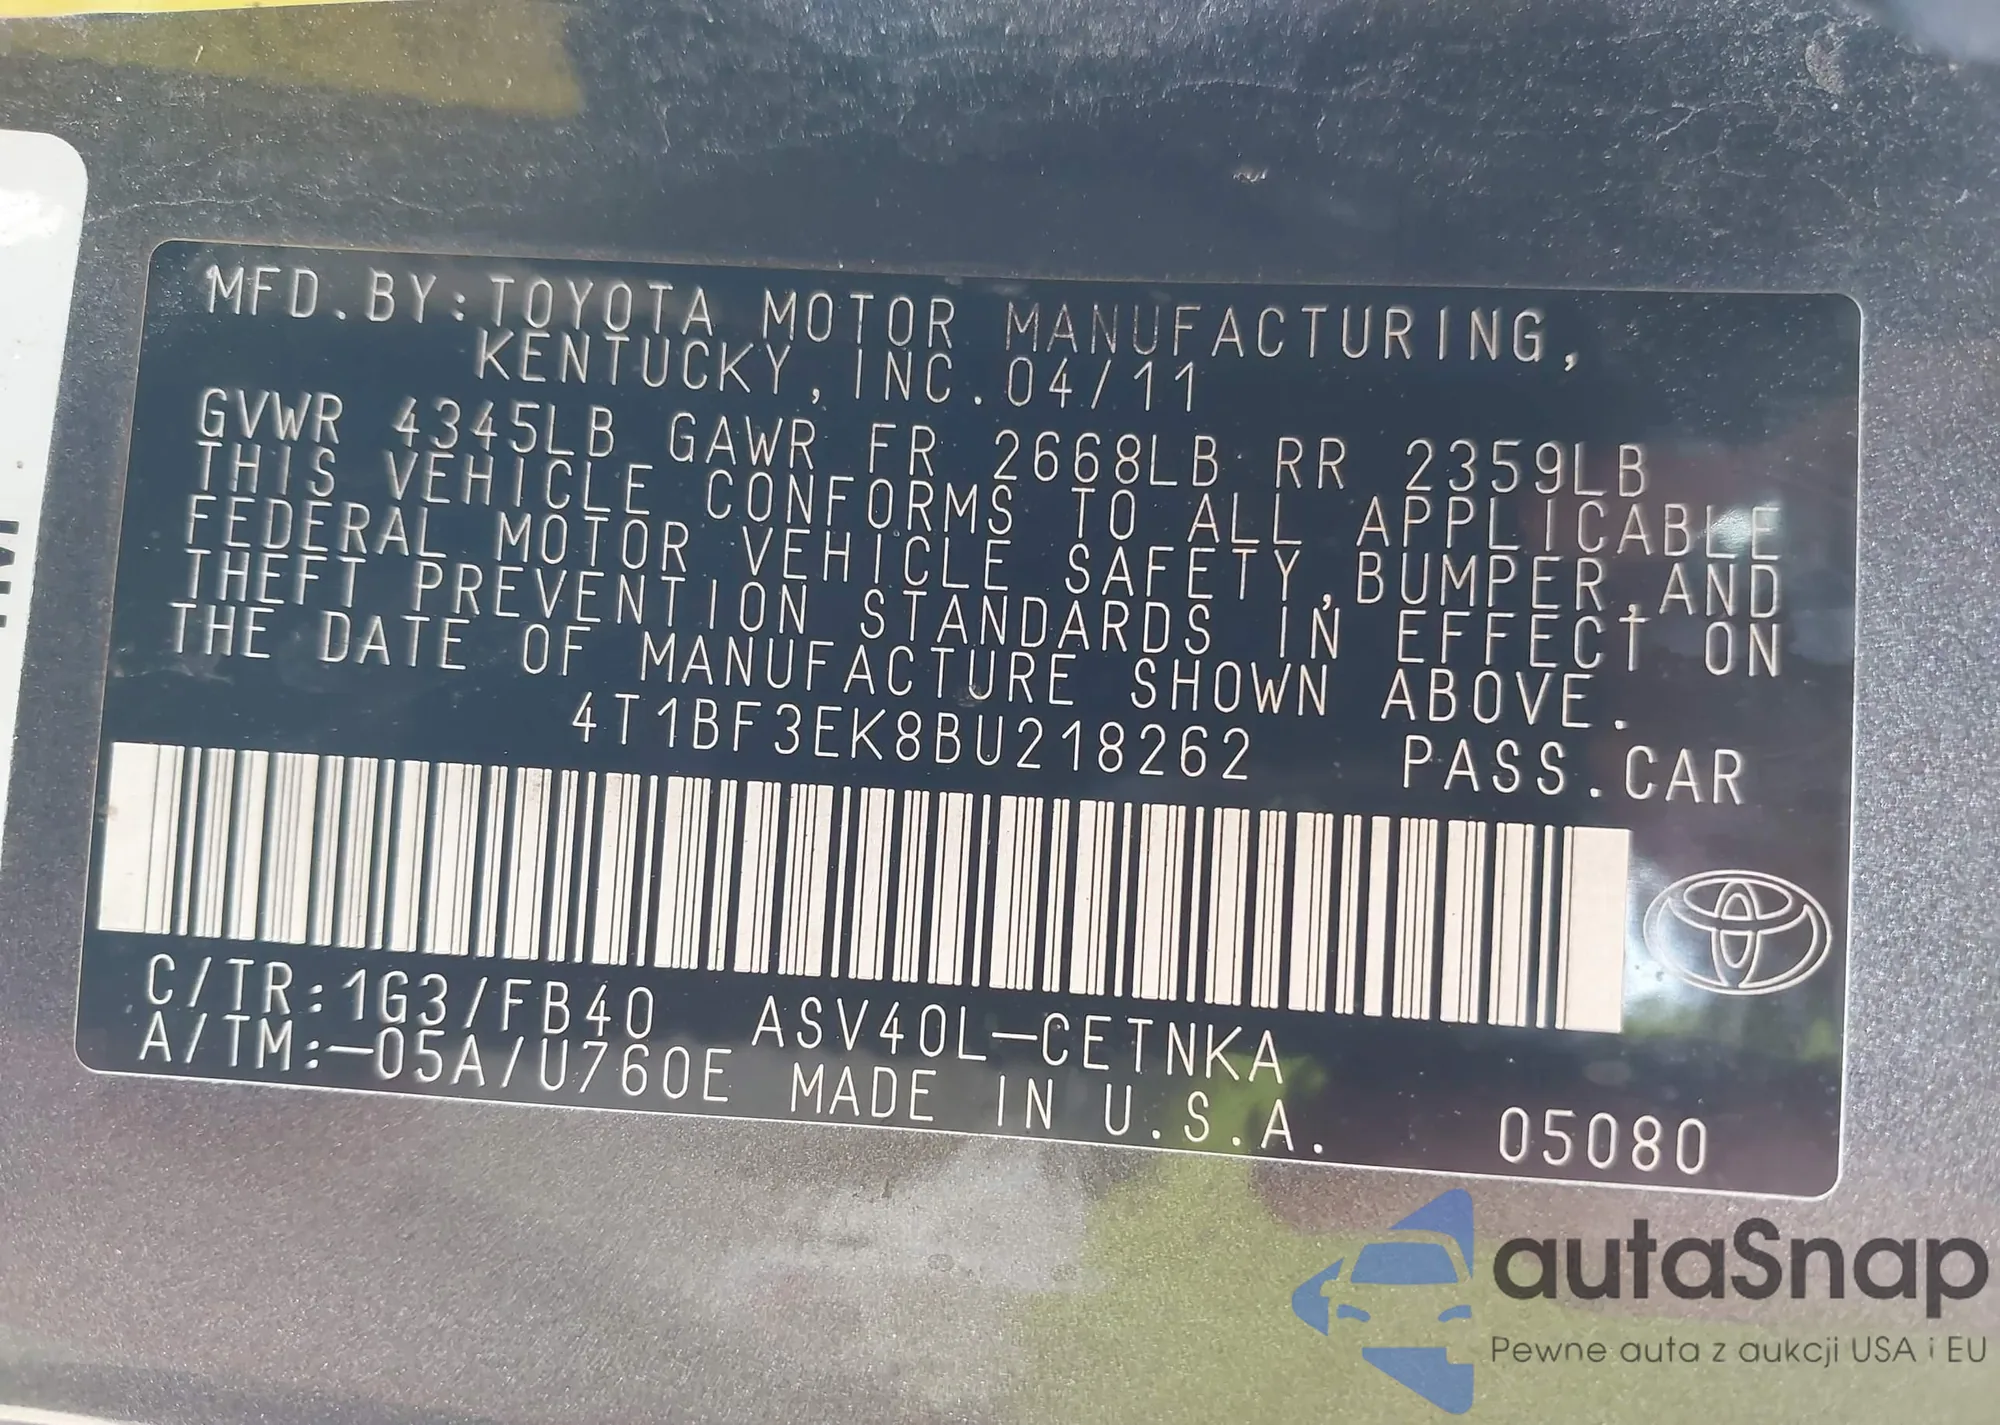 MFD.BY:TOYOTA MOTOR MANUFACTURING,
KENTUCKY,INC.04/11
GVWR 4345LB GAWR FR 2668LB RR 2359LB
THIS VEHICLE CONFORMS TO ALL APPLICABLE
FEDERAL MOTOR VEHICLE SAFETY,BUMPER,AND
THEFT PREVENTION STANDARDS IN EFFECT ON
THE DATE OF MANUFACTURE SHOWN ABOVE.
4T1BF3EK8BU218262 PASS.CAR
C/TR:1G3/FB40 ASV40L-CETNKA
A/TM:-05A/U760E MADE IN U.S.A. 05080
autaSnap
Pewne auta z aukcji USA i EU